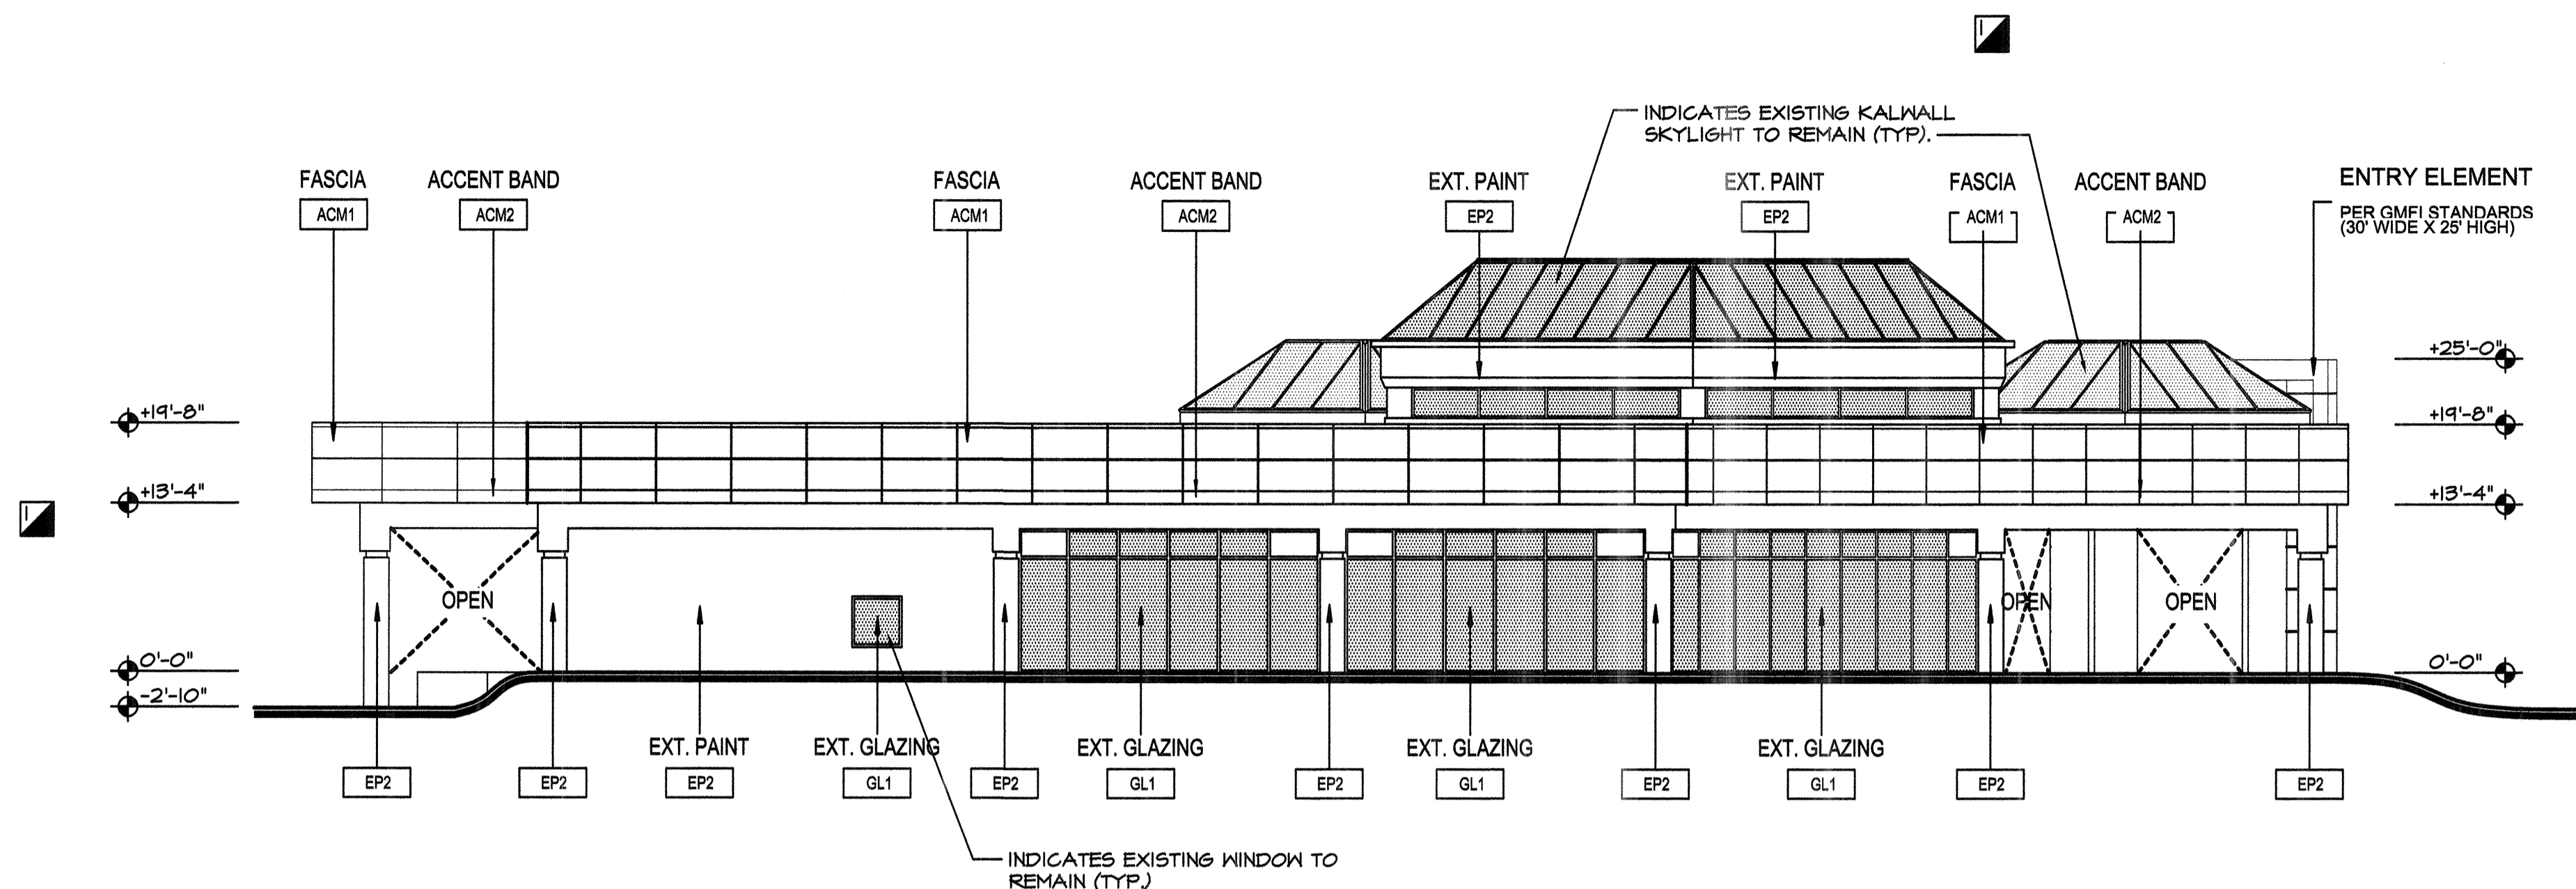 INDICATES EXISTING KALWALL
SKYLIGHT TO REMAIN (TYP).
FASCIA
ACCENT BAND
FASCIA
ACCENT BAND
EXT. PAINT
EXT. PAINT
FASCIA
ACCENT BAND
ENTRY ELEMENT
ACM1
ACM2
ACM1
ACM2
EP2
EP2
ACM1
ACM2
PER GMFI STANDARDS
(30' WIDE X 25' HIGH)
+25'-0"
+19'-8"
+19'-8"
+13'-4"
+13'-4"
OPEN
OPEN
OPEN
0'-0"
0'-0"
-2'-10"
EXT. PAINT
EXT. GLAZING
EXT. GLAZING
EXT. GLAZING
EXT. GLAZING
EP2
EP2
EP2
GL1
EP2
GL1
EP2
GL1
EP2
GL1
EP2
EP2
INDICATES EXISTING WINDOW TO
REMAIN (TYP.)